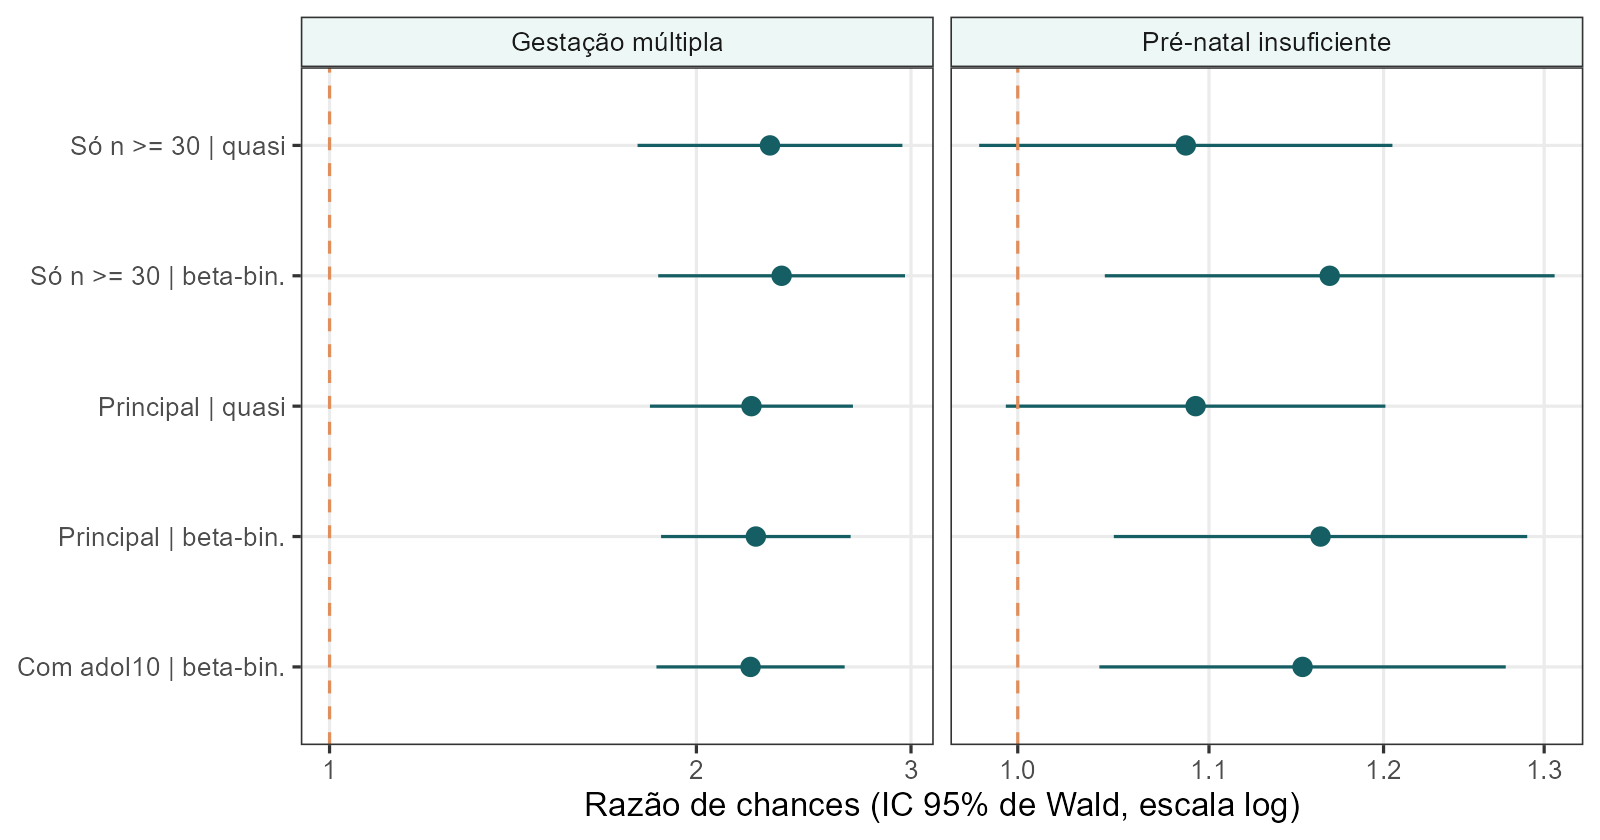 Gestação múltipla
Pré-natal insuficiente
Só n >= 30 | quasi
Só n >= 30 | beta-bin.
Principal | quasi
Principal | beta-bin.
Com adol10 | beta-bin.
1 2 3
1.0 1.1 1.2 1.3
Razão de chances (IC 95% de Wald, escala log)